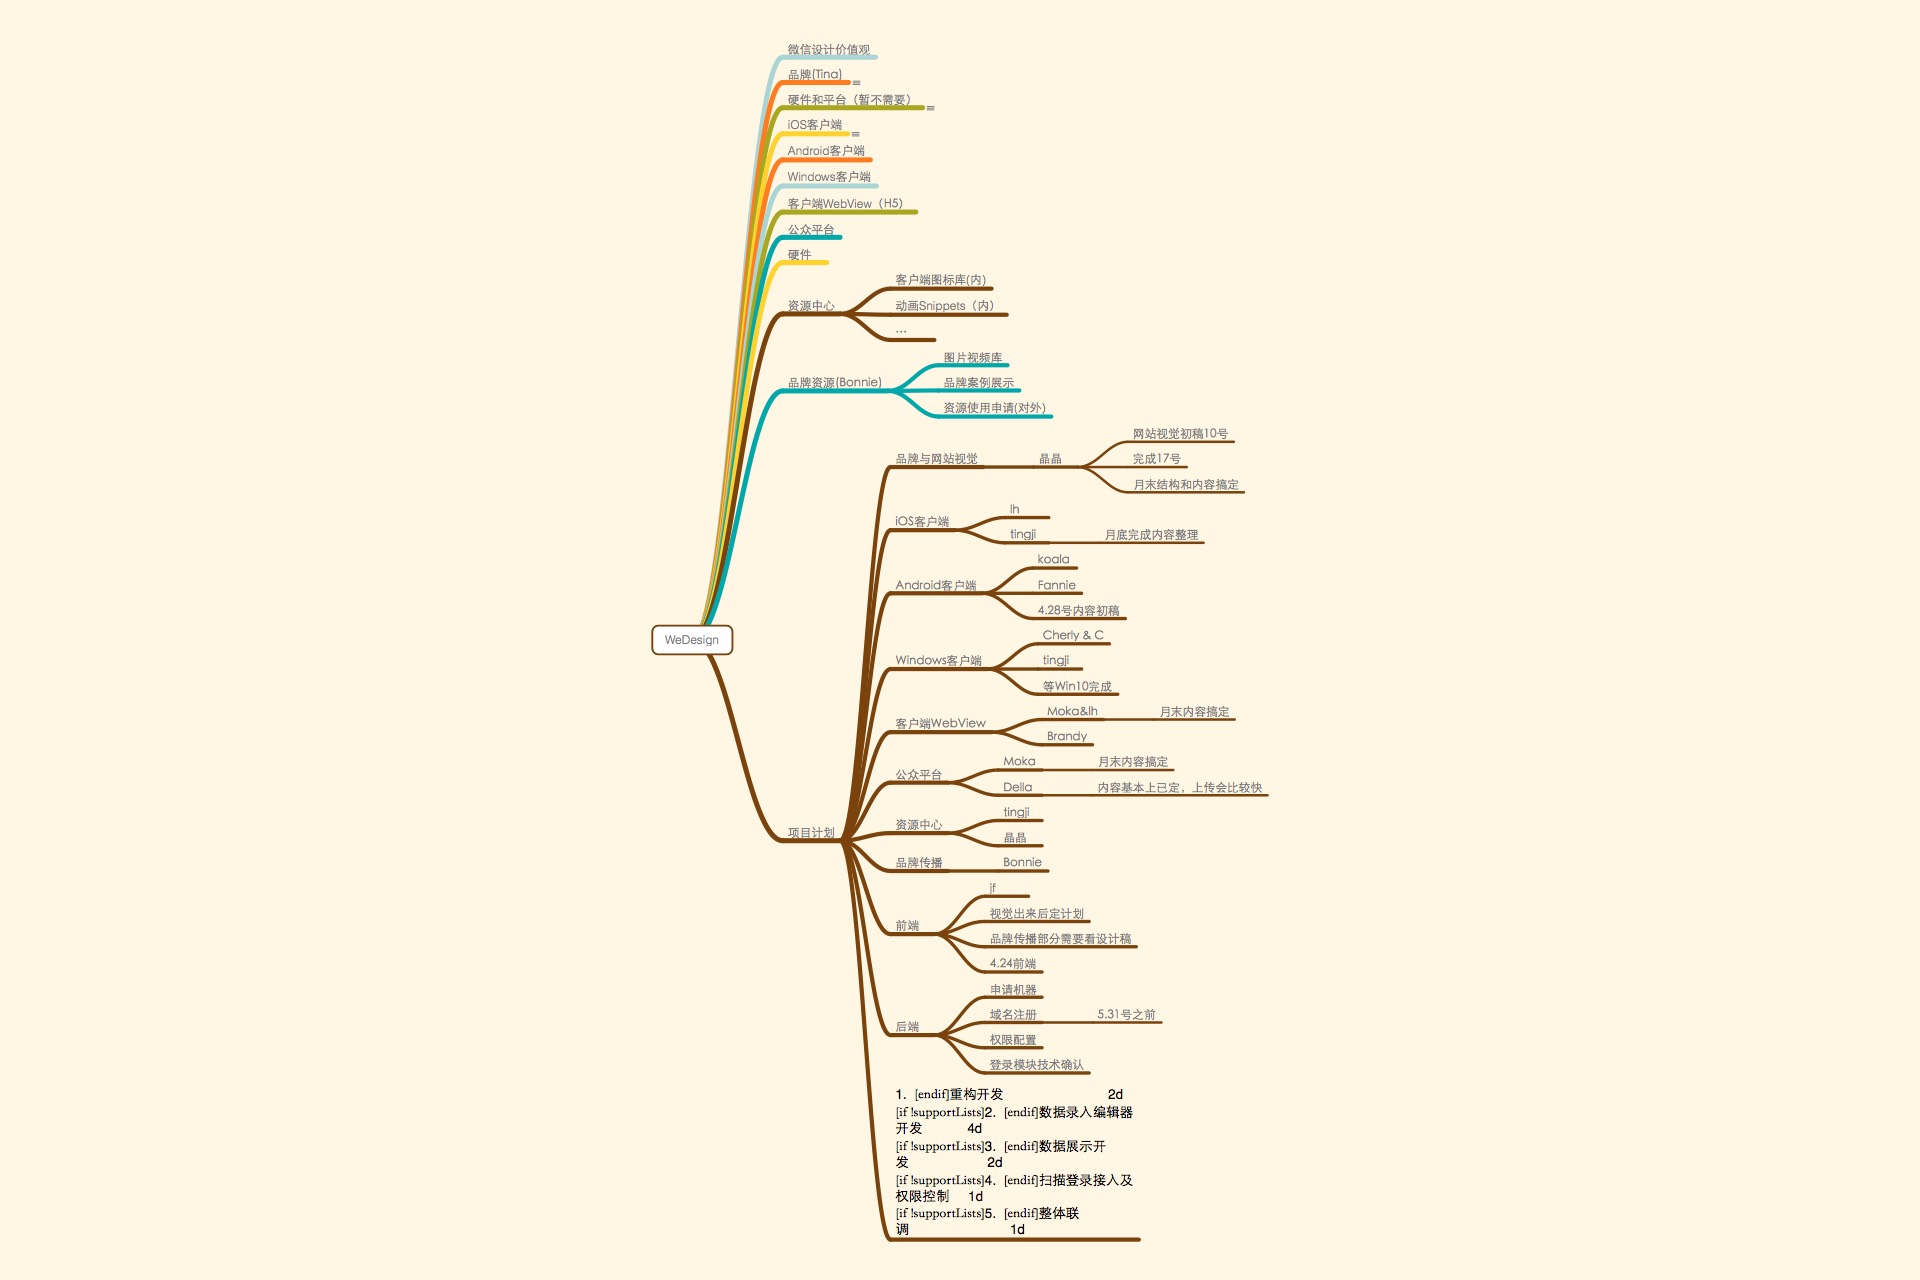 微信设计价值观
品牌(Tina)
硬件和平台（暂不需要）
iOS客户端
Android客户端
Windows客户端
客户端WebView（H5）
公众平台
硬件
资源中心
客户端图标库(内)
动画Snippets（内）
...
品牌资源(Bonnie)
图片视频库
品牌案例展示
资源使用申请(对外)
WeDesign
项目计划
品牌与网站视觉
晶晶
网站视觉初稿10号
完成17号
月末结构和内容搞定
iOS客户端
lh
tingji
月底完成内容整理
Android客户端
koala
Fannie
4.28号内容初稿
Windows客户端
Cherly & C
tingji
等Win10完成
客户端WebView
Moka&lh
月末内容搞定
Brandy
公众平台
Moka
月末内容搞定
Della
内容基本上已定，上传会比较快
资源中心
tingji
晶晶
品牌传播
Bonnie
前端
jf
视觉出来后定计划
品牌传播部分需要看设计稿
4.24前端
后端
申请机器
域名注册
5.31号之前
权限配置
登录模块技术确认
1. [endif]重构开发 2d
[if !supportLists]2. [endif]数据录入编辑器
开发 4d
[if !supportLists]3. [endif]数据展示开
发 2d
[if !supportLists]4. [endif]扫描登录接入及
权限控制 1d
[if !supportLists]5. [endif]整体联
调 1d